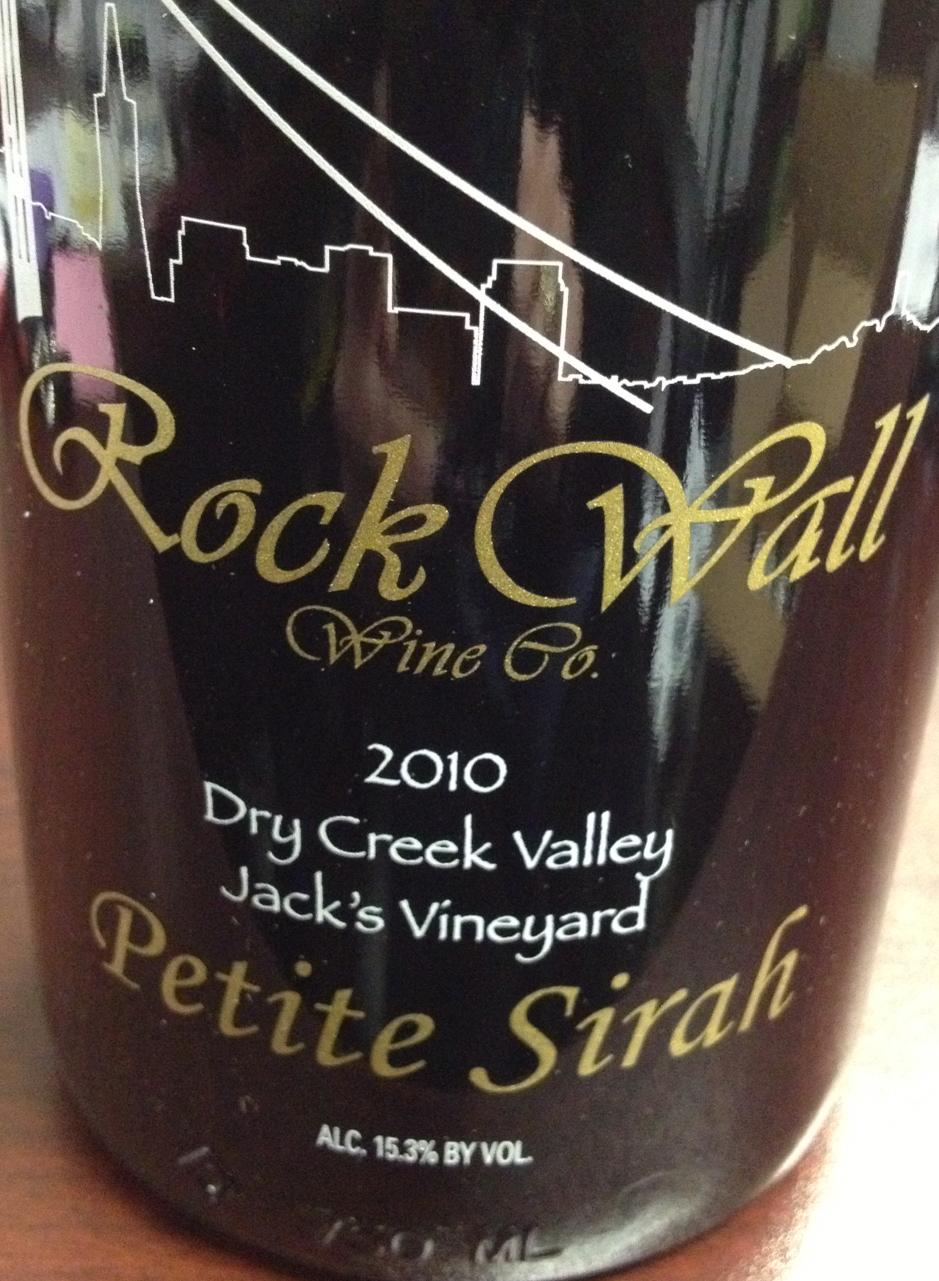 Rock Wall
Wine Co.
2010
Dry Creek Valley
Jack's Vineyard
Petite Sirah
ALC. 15.3% BY VOL.